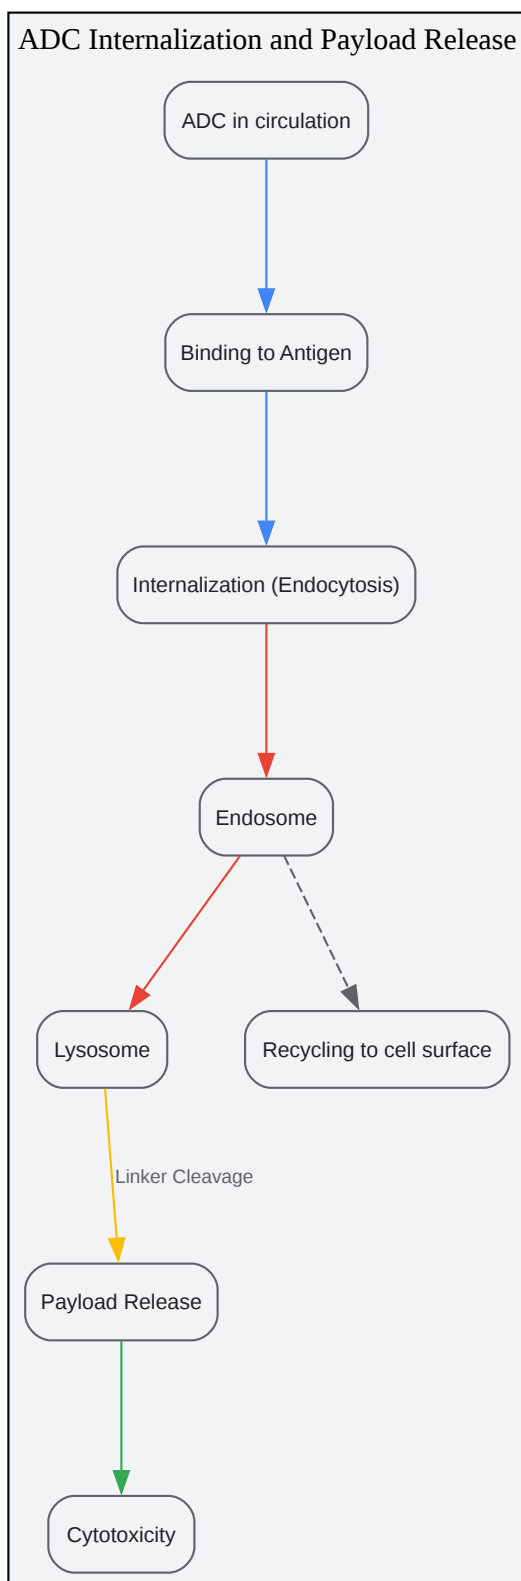 ADC Internalization and Payload Release
ADC in circulation
Binding to Antigen
Internalization (Endocytosis)
Endosome
Lysosome
Recycling to cell surface
Linker Cleavage
Payload Release
Cytotoxicity